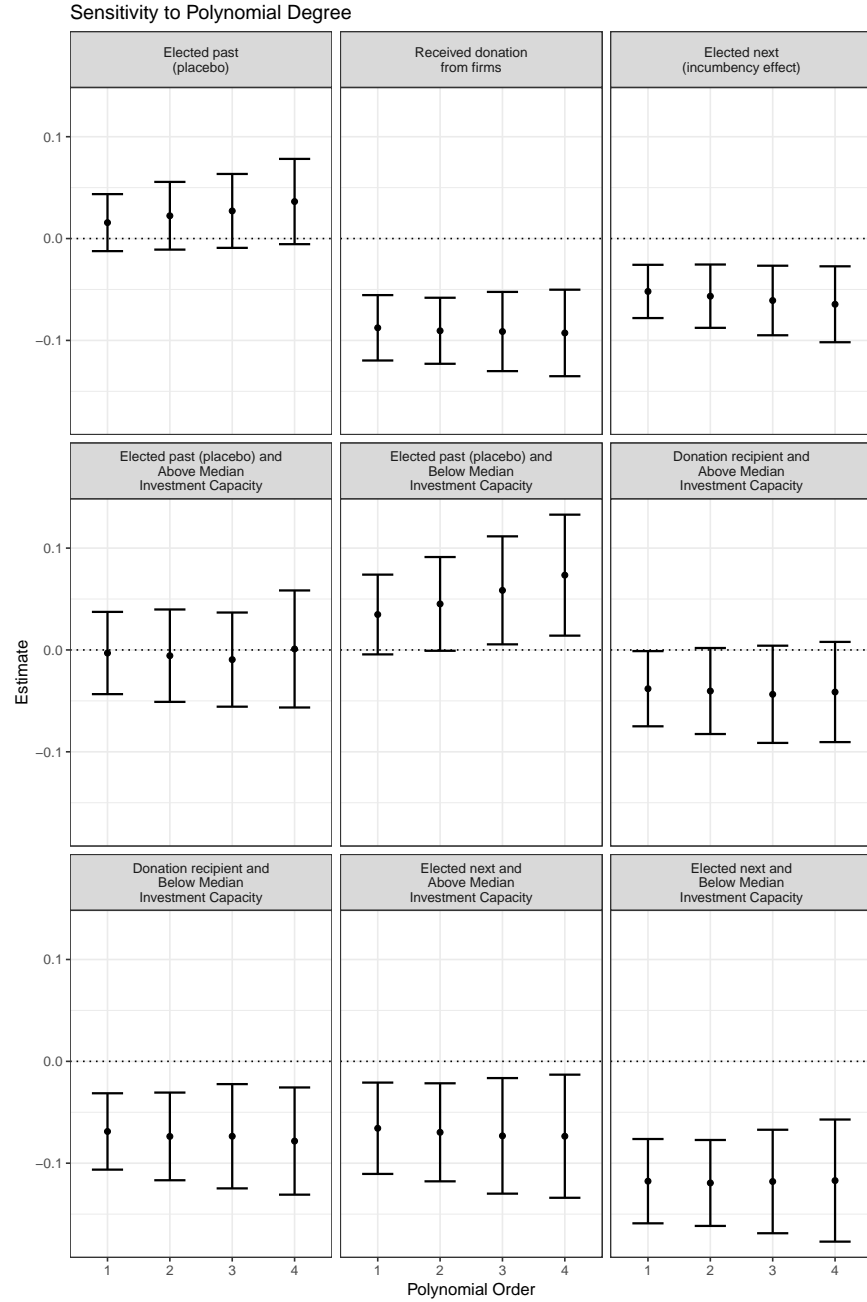 Sensitivity to Polynomial Degree
Elected past
(placebo)
Received donation
from firms
Elected next
(incumbency effect)
0.1
0.0
−0.1
Elected past (placebo) and
Above Median
Investment Capacity
Elected past (placebo) and
Below Median
Investment Capacity
Donation recipient and
Above Median
Investment Capacity
0.1
0.0
−0.1
Estimate
Donation recipient and
Below Median
Investment Capacity
Elected next and
Above Median
Investment Capacity
Elected next and
Below Median
Investment Capacity
0.1
0.0
−0.1
1 2 3 4 1 2 3 4 1 2 3 4
Polynomial Order